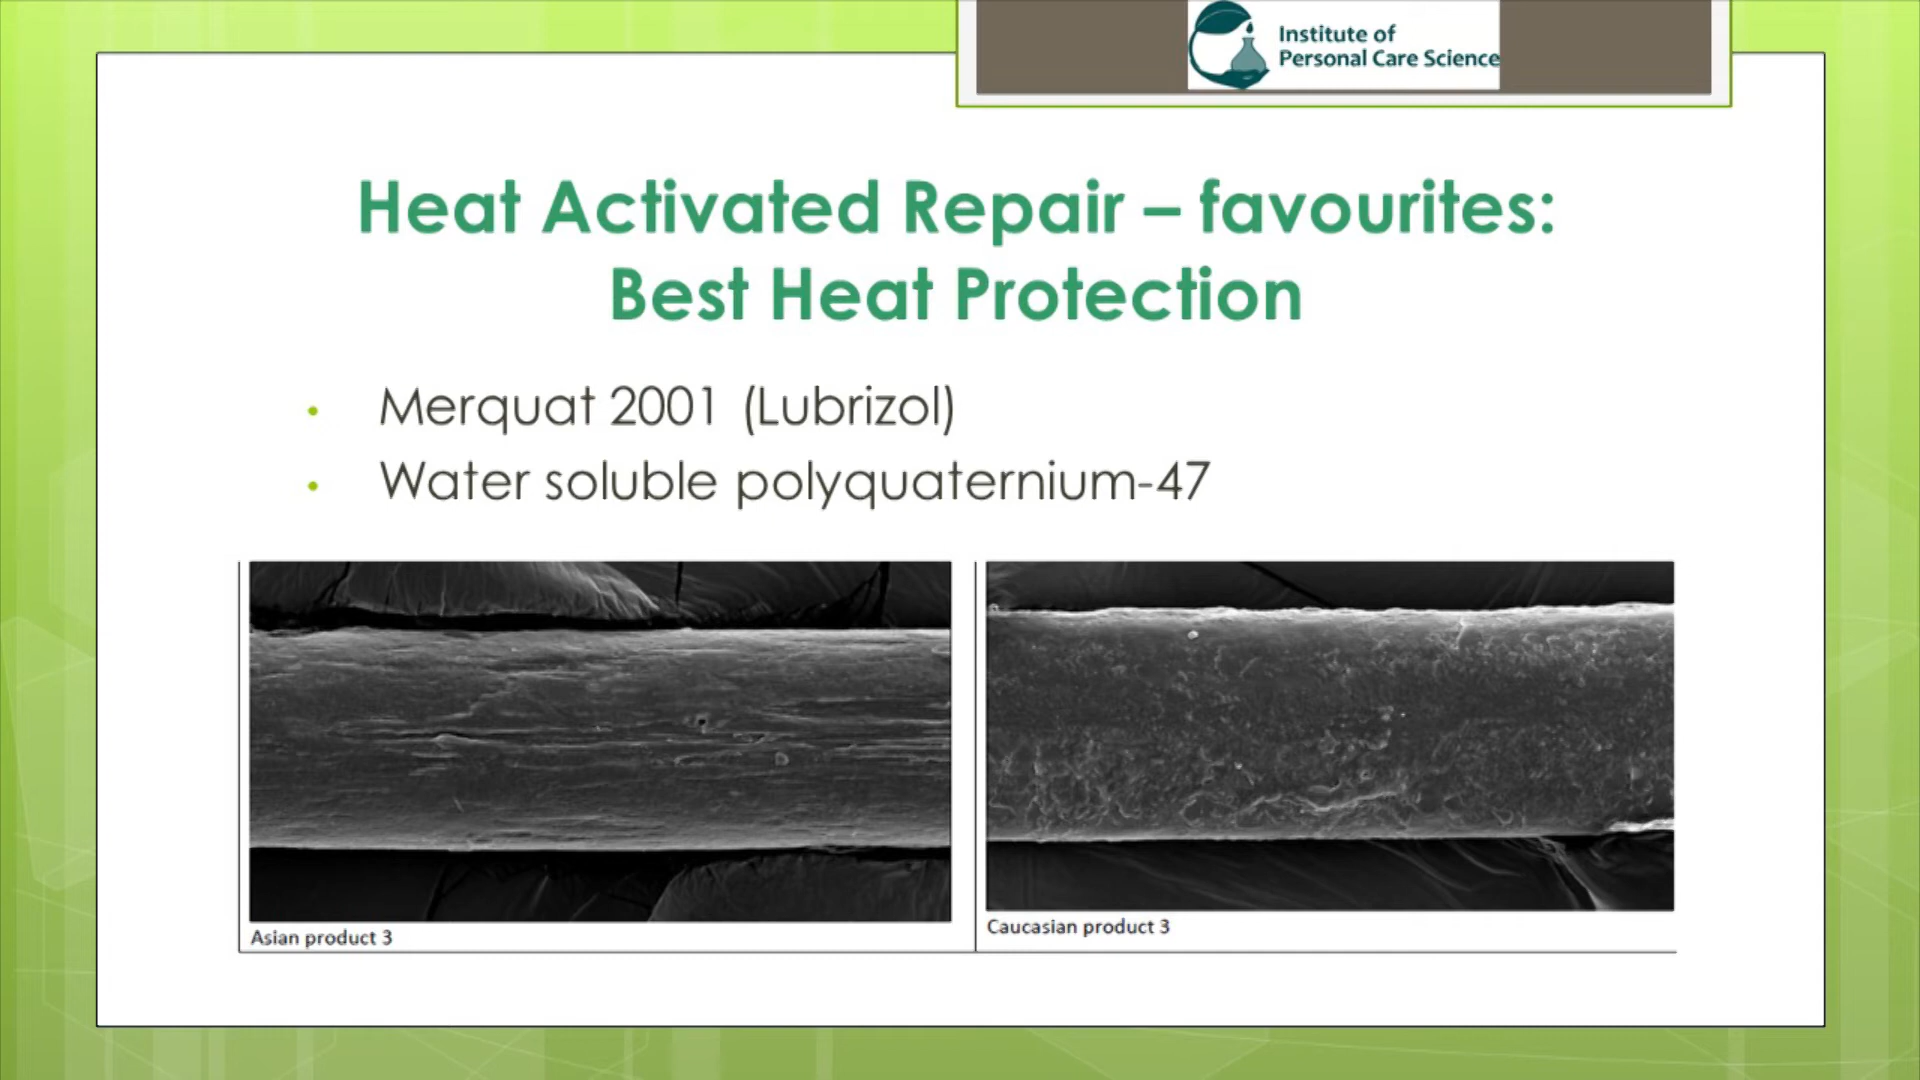 Institute of
Personal Care Science
Heat Activated Repair – favourites:
Best Heat Protection
• Merquat 2001 (Lubrizol)
• Water soluble polyquaternium-47
Asian product 3
Caucasian product 3